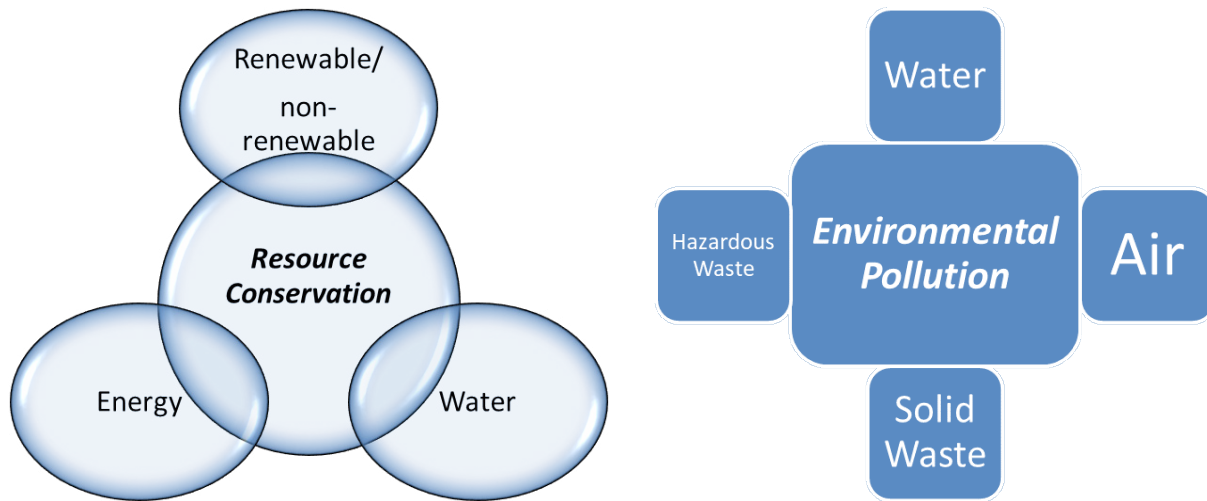 Renewable/
non-
renewable
Resource
Conservation
Energy
Water
Water
Hazardous
Waste
Environmental
Pollution
Air
Solid
Waste